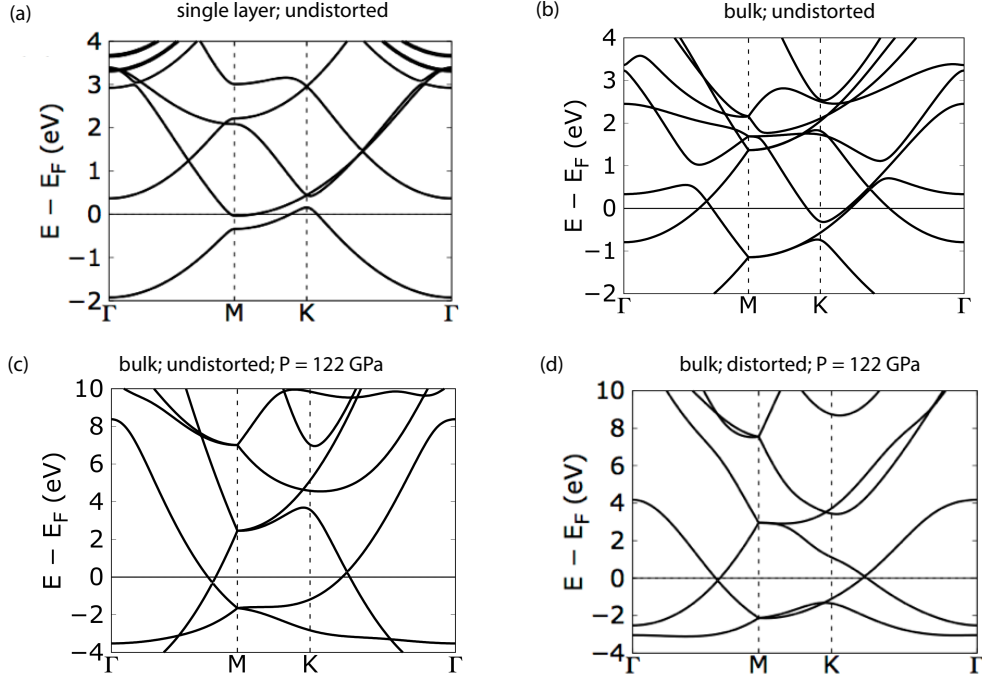 (a) single layer; undistorted
E − E_F (eV)
4
3
2
1
0
−1
−2
Γ M K Γ
(b) bulk; undistorted
E − E_F (eV)
4
3
2
1
0
−1
−2
Γ M K Γ
(c) bulk; undistorted; P = 122 GPa
E − E_F (eV)
10
8
6
4
2
0
−2
−4
Γ M K Γ
(d) bulk; distorted; P = 122 GPa
E − E_F (eV)
10
8
6
4
2
0
−2
−4
Γ M K Γ